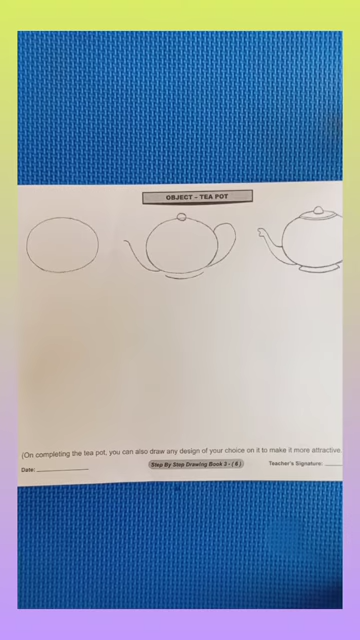 OBJECT - TEA POT
(On completing the tea pot, you can also draw any design of your choice on it to make it more attractive
Date:
Step By Step Drawing Book 3 - ( 6 )
Teacher's Signature: